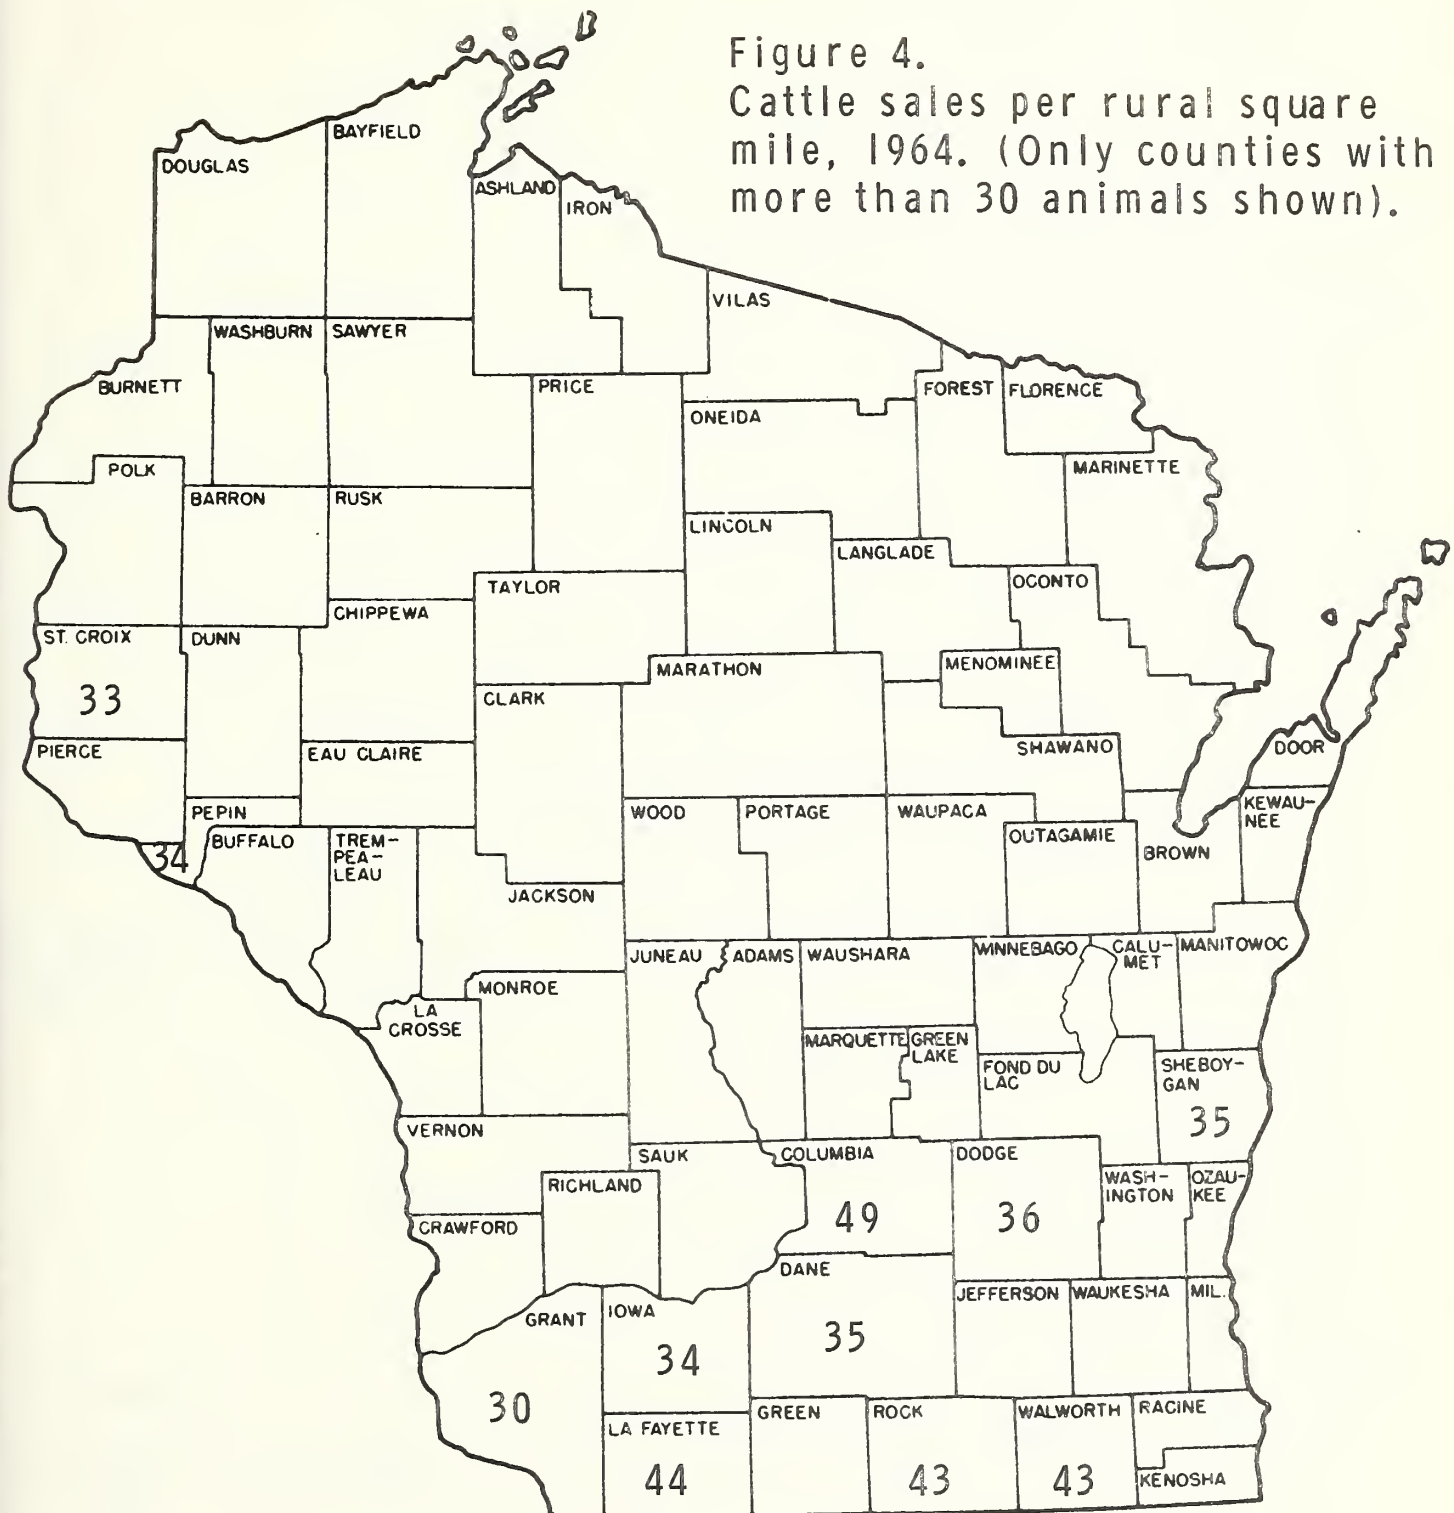 Figure 4.
Cattle sales per rural square
mile, 1964. (Only counties with
more than 30 animals shown).
BAYFIELD
DOUGLAS
ASHLAND
IRON
VILAS
WASHBURN
SAWYER
BURNETT
PRICE
FOREST
FLORENCE
ONEIDA
POLK
MARINETTE
BARRON
RUSK
LINCOLN
LANGLADE
TAYLOR
OCONTO
CHIPPEWA
ST. CROIX
33
DUNN
MARATHON
MENOMINEE
CLARK
PIERCE
34
EAU CLAIRE
SHAWANO
DOOR
PEPIN
WOOD
PORTAGE
WAUPACA
KEWAU-
NEE
BUFFALO
TREM-
PEA-
LEAU
OUTAGAMIE
BROWN
JACKSON
JUNEAU
ADAMS
WAUSHARA
WINNEBAGO
CALU-
MET
MANITOWOC
MONROE
LA
CROSSE
MARQUETTE
GREEN
LAKE
FOND DU
LAC
SHEBOY-
GAN
35
VERNON
SAUK
COLUMBIA
49
DODGE
36
WASH-
INGTON
OZAU-
KEE
RICHLAND
CRAWFORD
DANE
35
JEFFERSON
WAUKESHA
MIL.
GRANT
30
IOWA
34
LA FAYETTE
44
GREEN
ROCK
43
WALWORTH
43
RACINE
KENOSHA